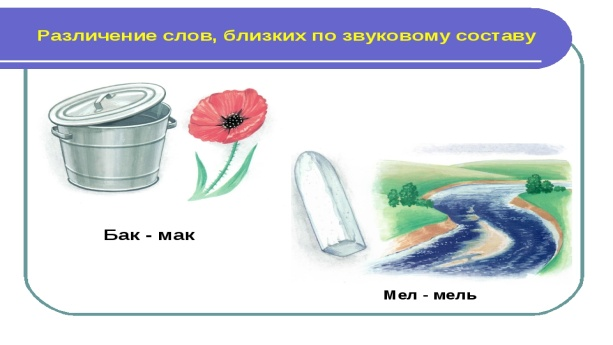 Различение слов, близких по звуковому составу
Бак - мак
Мел - мель